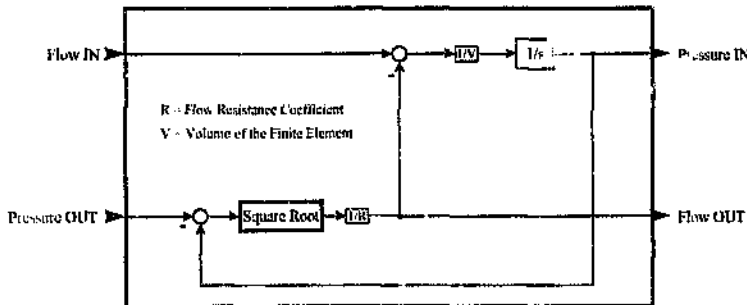 Flow IN
1/V
1/s
Pressure IN
R = Flow Resistance Coefficient
V = Volume of the Finite Element
Pressure OUT
Square Root
1/R
Flow OUT